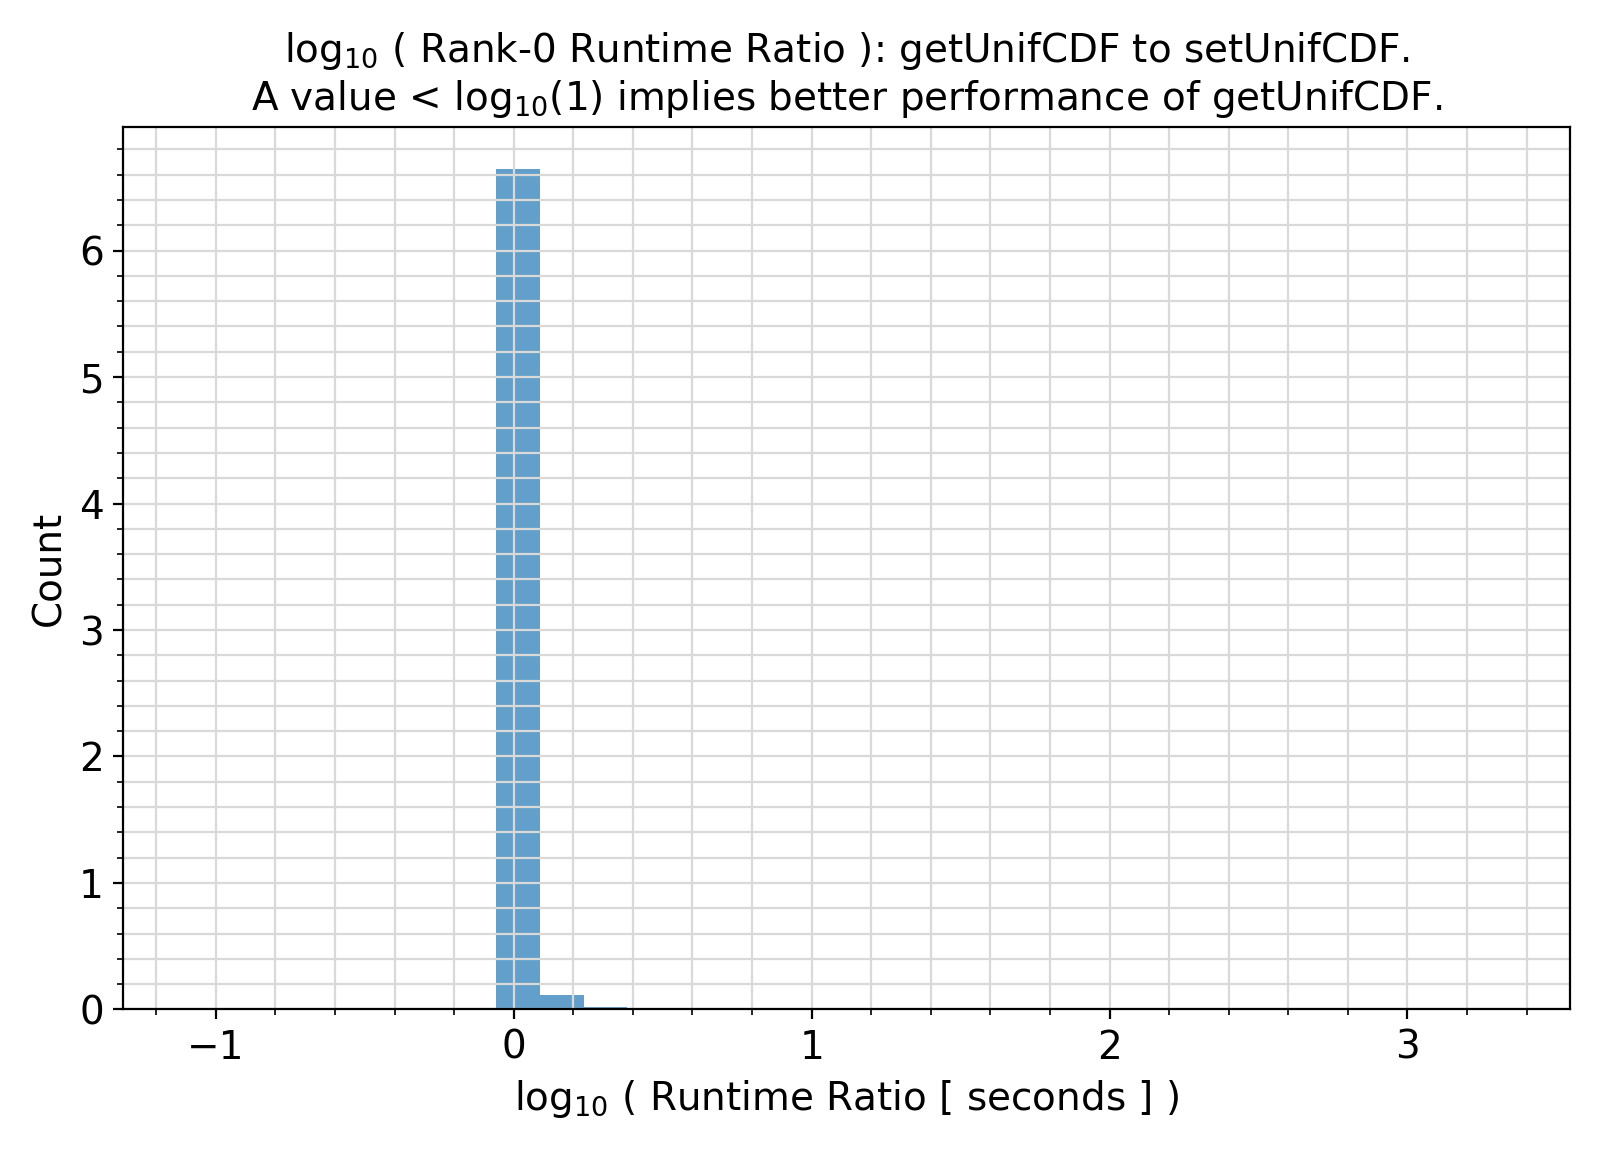 log₁₀ ( Rank-0 Runtime Ratio ): getUnifCDF to setUnifCDF.
A value < log₁₀(1) implies better performance of getUnifCDF.
6
5
4
3
2
1
0
Count
−1 0 1 2 3
log₁₀ ( Runtime Ratio [ seconds ] )